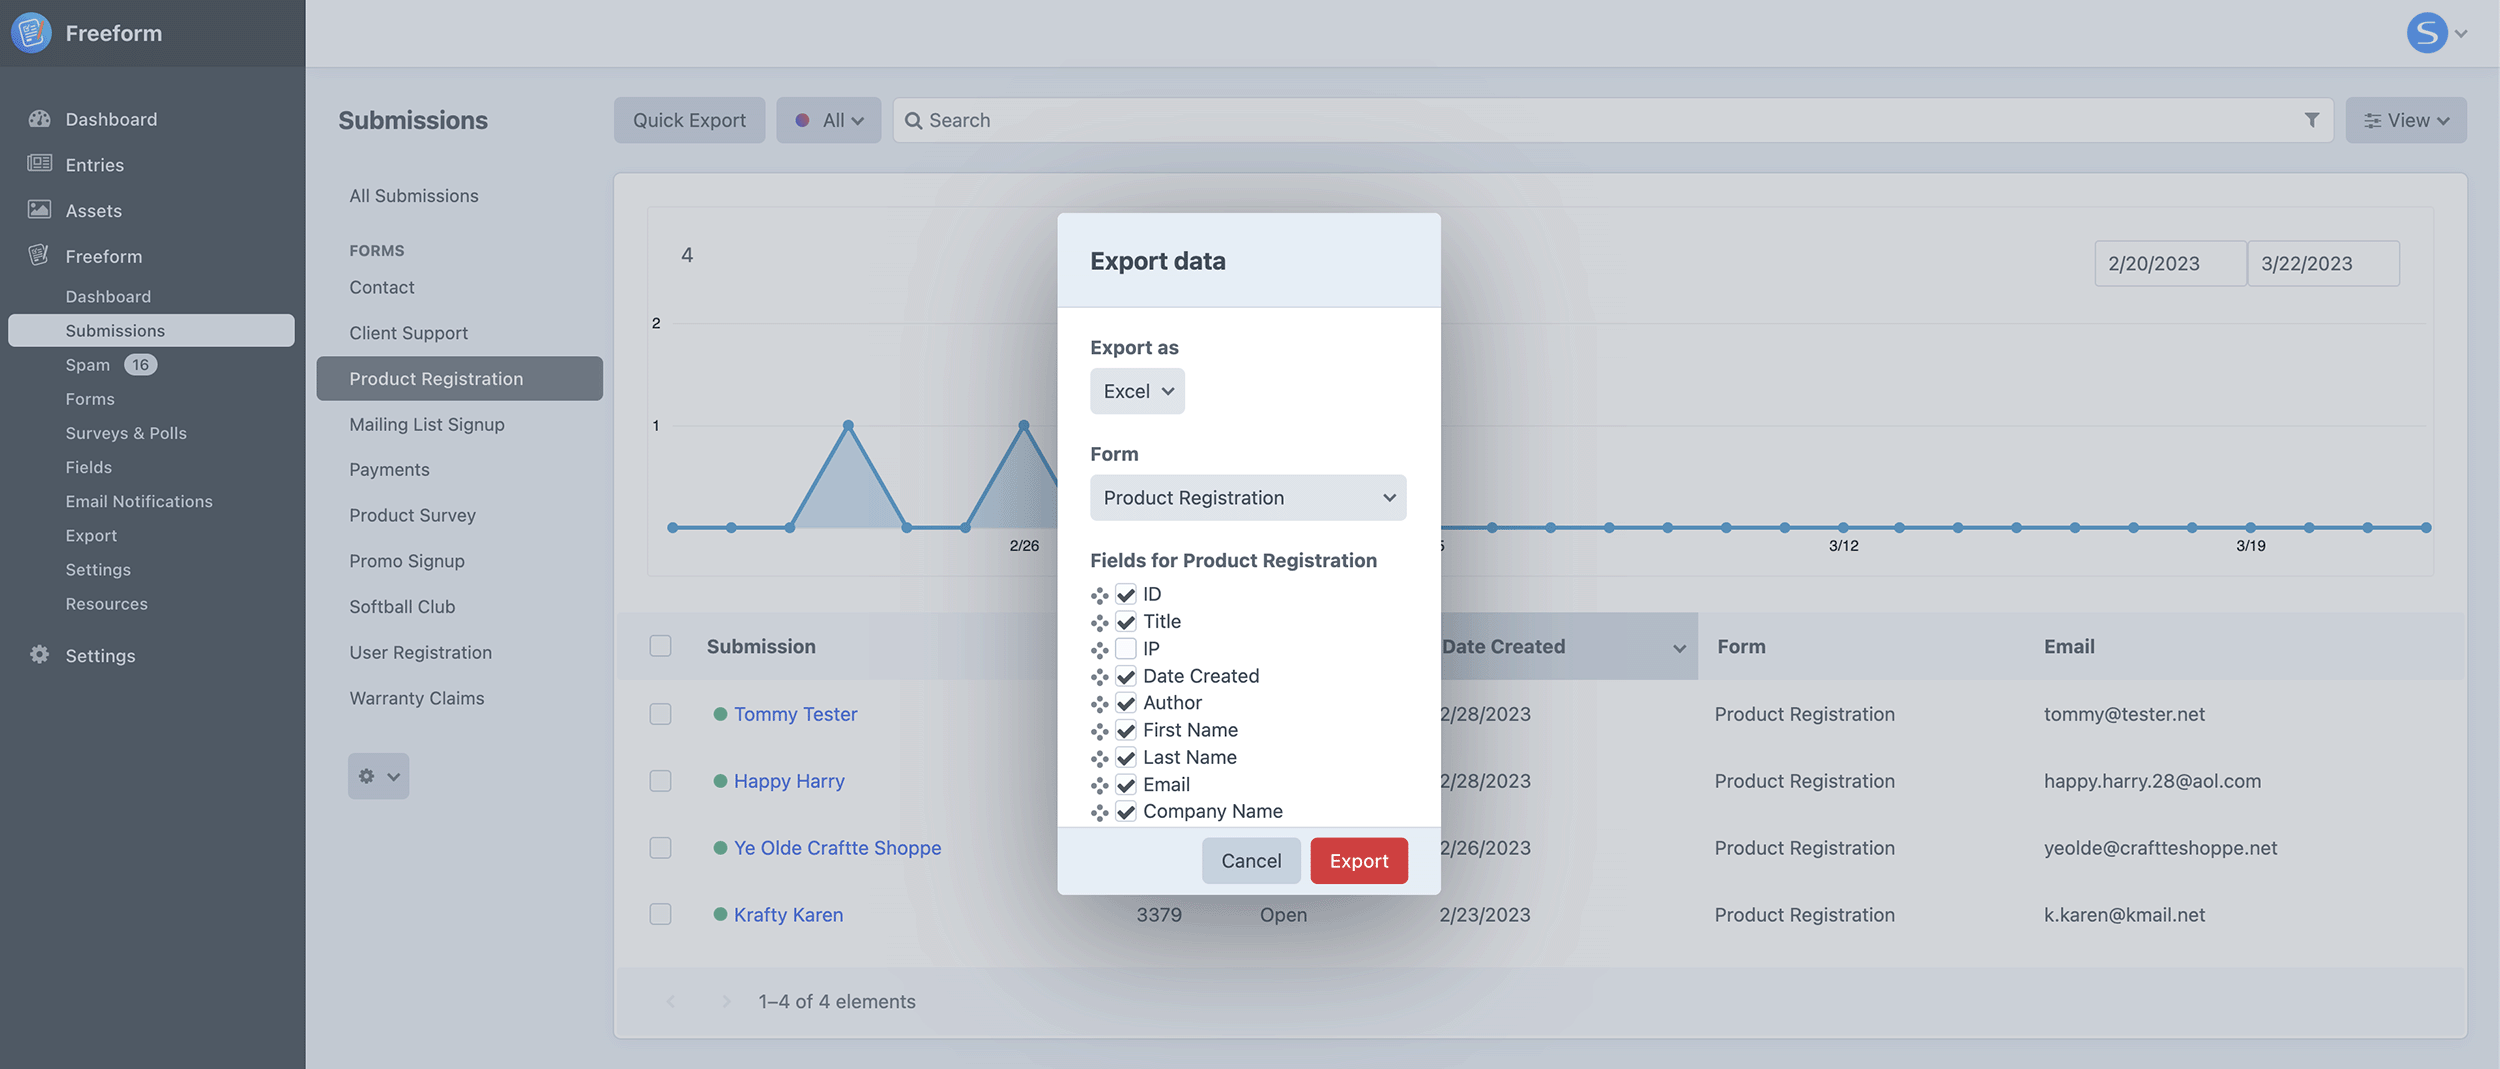 Freeform
S
Dashboard
Entries
Assets
Freeform
Dashboard
Submissions
Spam 16
Forms
Surveys & Polls
Fields
Email Notifications
Export
Settings
Resources
Settings
Submissions
Quick Export
All
Search
View
All Submissions
FORMS
Contact
Client Support
Product Registration
Mailing List Signup
Payments
Product Survey
Promo Signup
Softball Club
User Registration
Warranty Claims
4
2/20/2023 3/22/2023
2
1
2/26 5 3/12 3/19
Export data
Export as
Excel
Form
Product Registration
Fields for Product Registration
ID
Title
IP
Date Created
Author
First Name
Last Name
Email
Company Name
Cancel Export
Submission Date Created Form Email
Tommy Tester 2/28/2023 Product Registration tommy@tester.net
Happy Harry 2/28/2023 Product Registration happy.harry.28@aol.com
Ye Olde Craftte Shoppe 2/26/2023 Product Registration yeolde@craftteshoppe.net
Krafty Karen 3379 Open 2/23/2023 Product Registration k.karen@kmail.net
1–4 of 4 elements